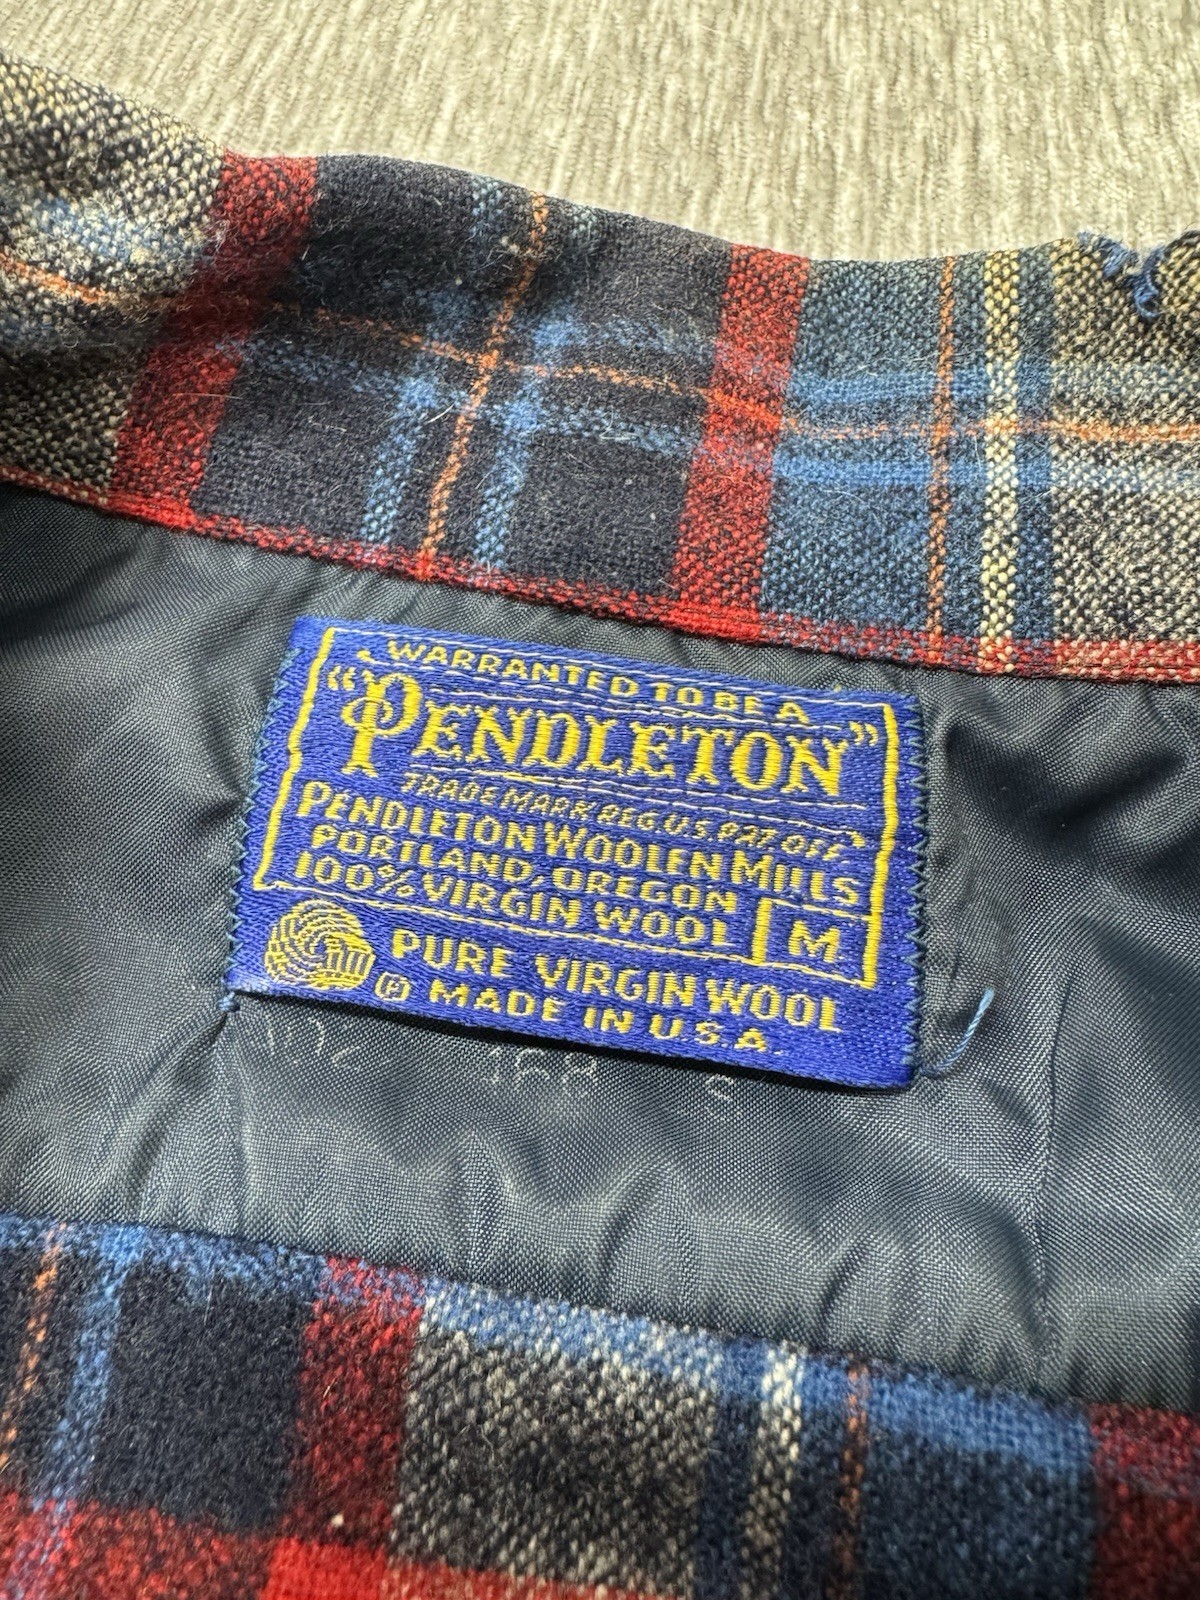 WARRANTED TO BE A
"PENDLETON"
TRADE MARK REG. U.S. PAT. OFF.
PENDLETON WOOLEN MILLS
PORTLAND, OREGON
100% VIRGIN WOOL M
PURE VIRGIN WOOL
® MADE IN U.S.A.
168 S